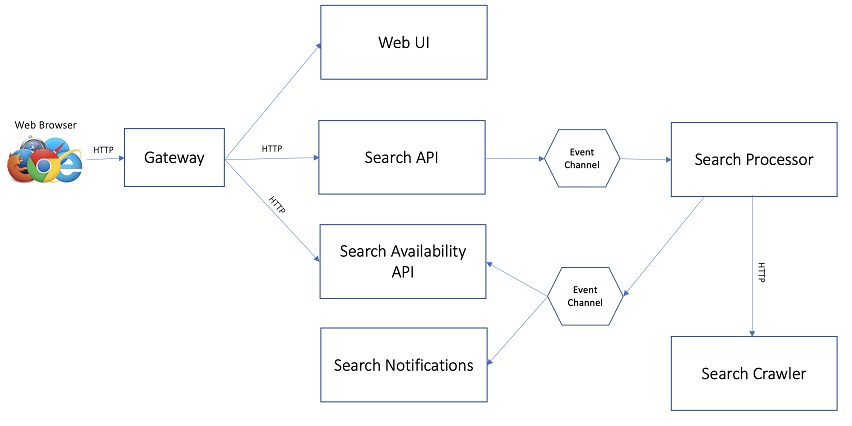 Web UI
Web Browser
HTTP
Gateway
HTTP
Search API
Event
Channel
Search Processor
HTTP
Search Availability
API
Event
Channel
HTTP
Search Notifications
Search Crawler